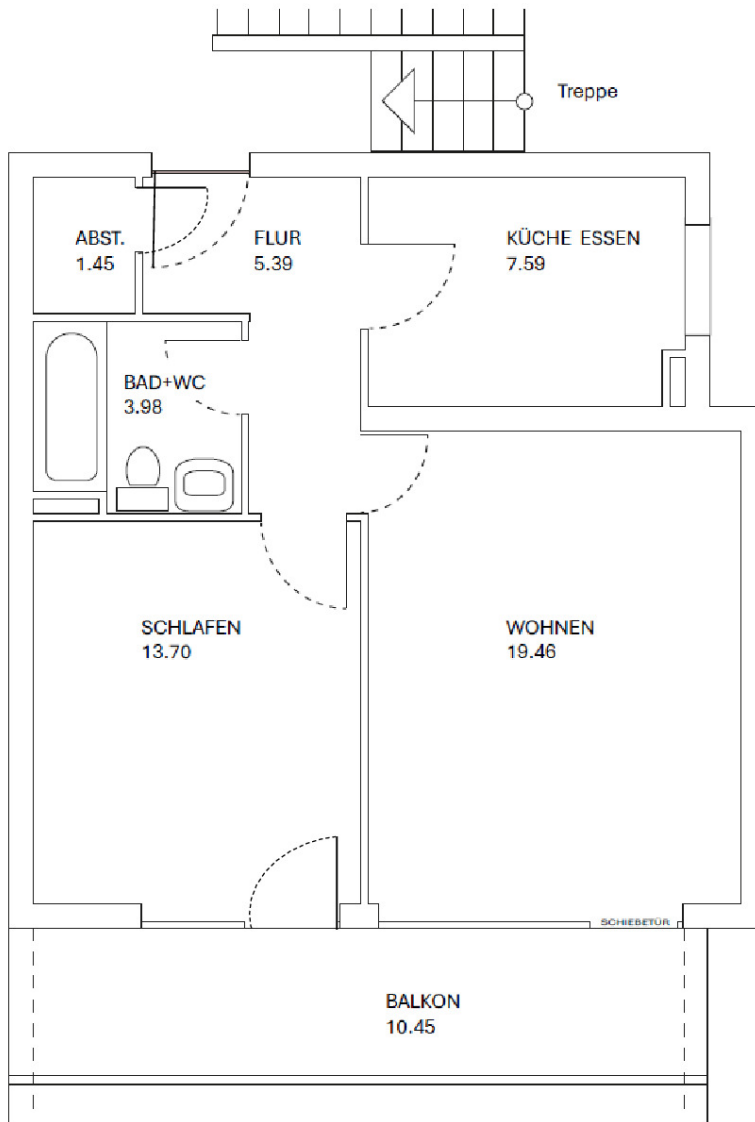 Treppe
ABST.
1.45
FLUR
5.39
KÜCHE ESSEN
7.59
BAD+WC
3.98
SCHLAFEN
13.70
WOHNEN
19.46
SCHIEBETÜR
BALKON
10.45